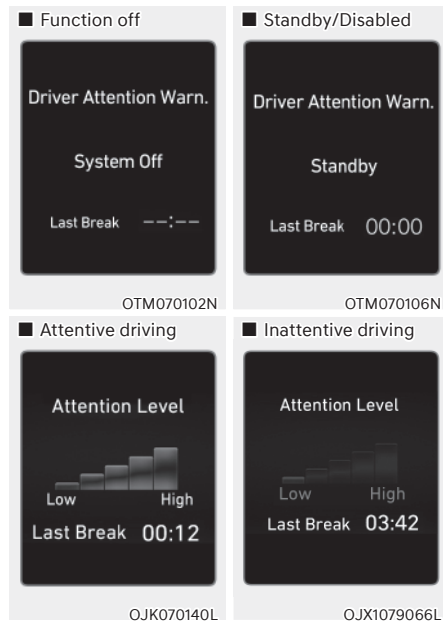 ■ Function off
Driver Attention Warn.
System Off
Last Break --:--
OTM070102N
■ Standby/Disabled
Driver Attention Warn.
Standby
Last Break 00:00
OTM070106N
■ Attentive driving
Attention Level
Low High
Last Break 00:12
OJK070140L
■ Inattentive driving
Attention Level
Low High
Last Break 03:42
OJX1079066L